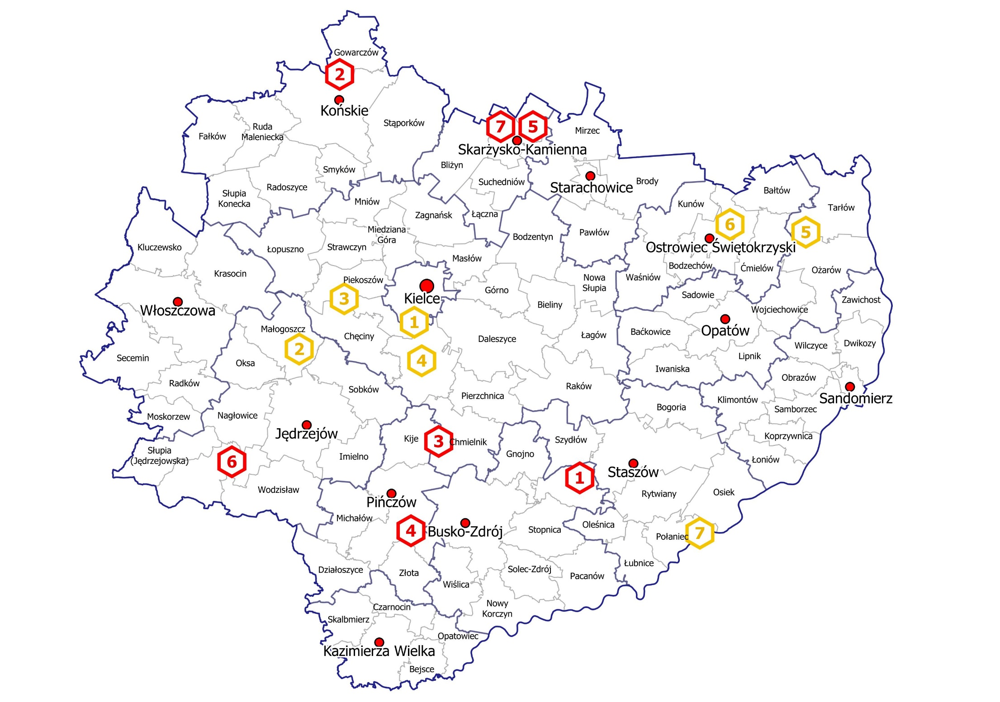 Gowarczów
2
Końskie
Stąporków
Ruda
Maleniecka
Fałków
7
5
Mirzec
Skarżysko-Kamienna
Bliżyn
Smyków
Starachowice
Suchedniów
Brody
Radoszyce
Słupia
Konecka
Bałtów
Mniów
Kunów
Tarłów
Zagnańsk
Łączna
6
5
Miedziana
Góra
Pawłów
Bodzentyn
Kluczewsko
Łopuszno
Strawczyn
Ostrowiec Świętokrzyski
Masłów
Bodzechów
Ćmielów
Ożarów
Krasocin
Piekoszów
Nowa
Słupia
Waśniów
Górno
3
Kielce
Sadowie
Zawichost
Włoszczowa
Bieliny
Wojciechowice
1
Małogoszcz
Chęciny
Daleszyce
Łagów
Baćkowice
Opatów
Wilczyce
Dwikozy
2
Secemin
Oksa
4
Lipnik
Iwaniska
Obrazów
Radków
Sobków
Raków
Pierzchnica
Klimontów
Sandomierz
Moskorzew
Nagłowice
Bogoria
Samborzec
Jędrzejów
Kije
3
Chmielnik
Szydłów
Koprzywnica
Słupia
(Jędrzejowska)
Imielno
Gnojno
Łoniów
6
1
Staszów
Wodzisław
Rytwiany
Osiek
Pińczów
Michałów
4
Busko-Zdrój
Stopnica
Oleśnica
Połaniec
7
Działoszyce
Złota
Solec-Zdrój
Pacanów
Łubnice
Wiślica
Czarnocin
Nowy
Korczyn
Skalbmierz
Opatowiec
Kazimierza Wielka
Bejsce